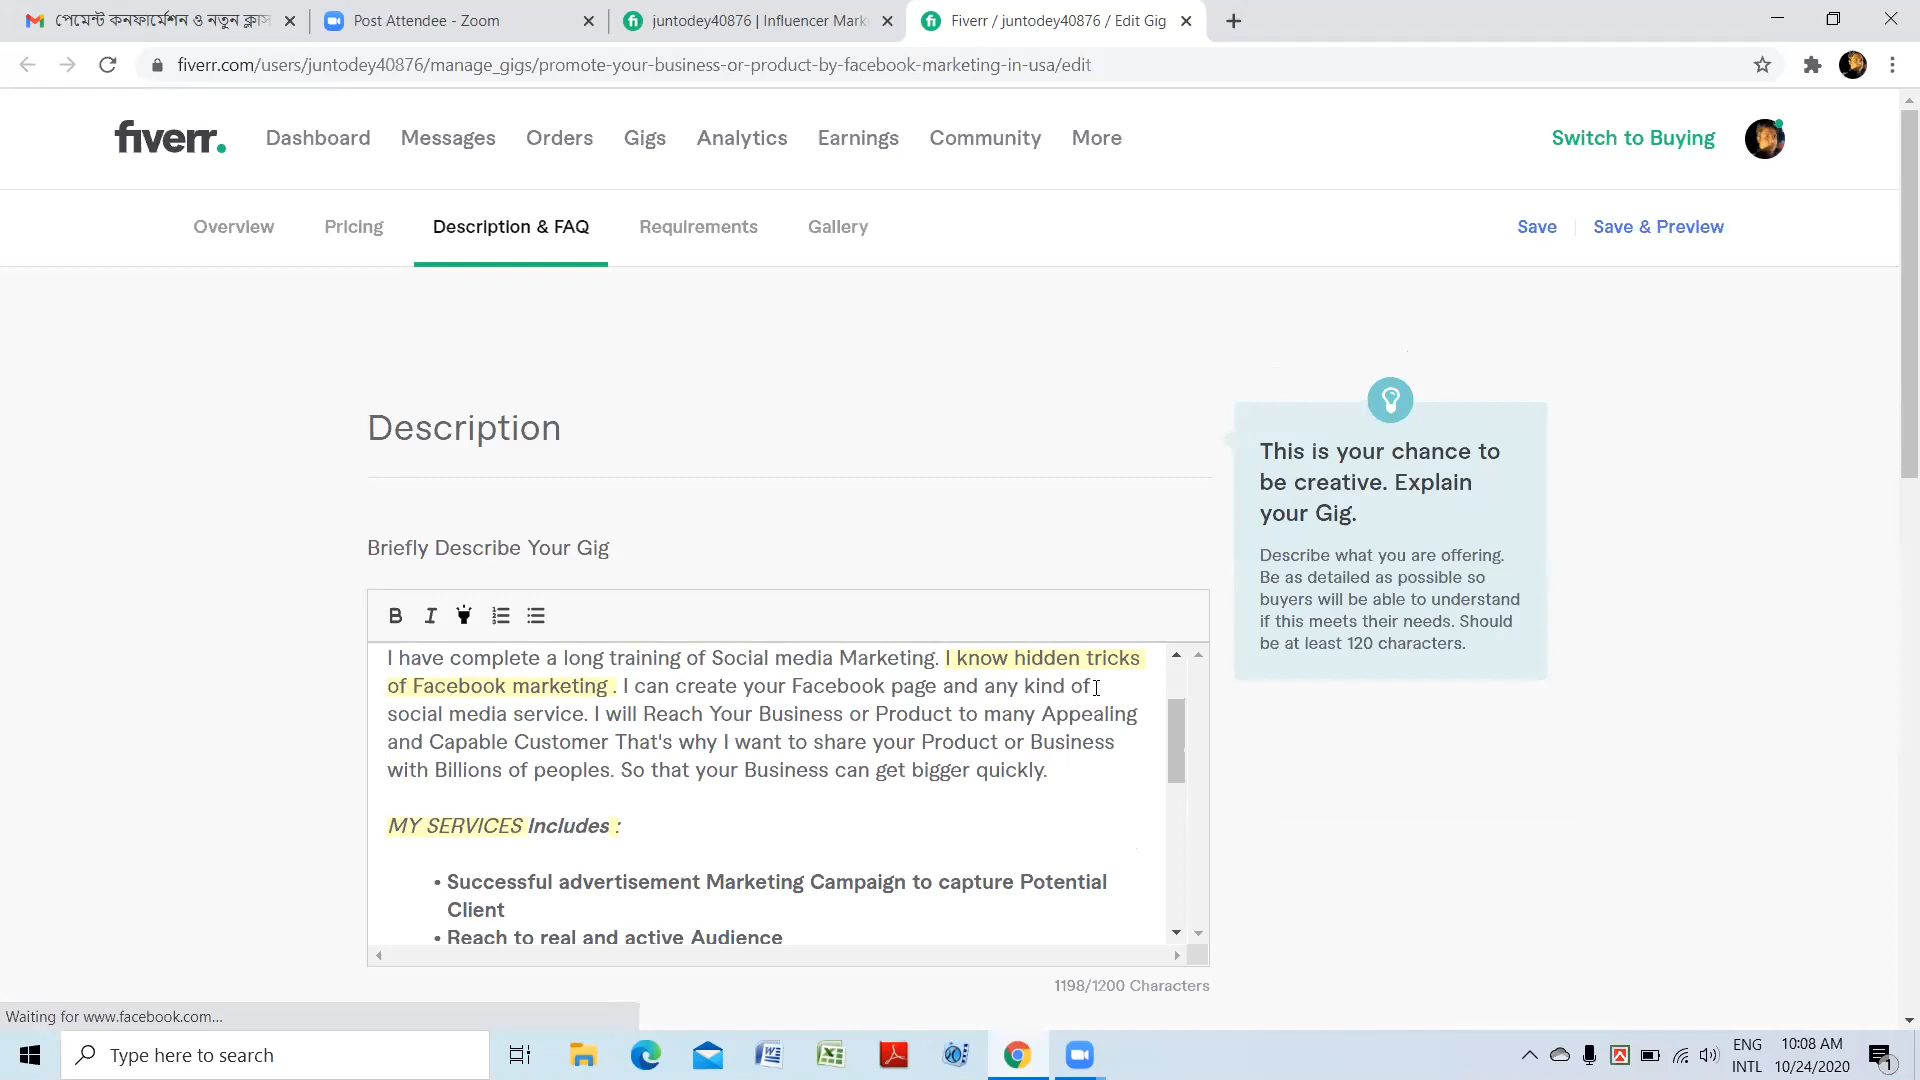 পেমেন্ট কনফার্মেশন ও নতুন ক্লাস
Post Attendee - Zoom
juntodey40876 | Influencer Mark
Fiverr / juntodey40876 / Edit Gig
fiverr.com/users/juntodey40876/manage_gigs/promote-your-business-or-product-by-facebook-marketing-in-usa/edit
fiverr. Dashboard Messages Orders Gigs Analytics Earnings Community More Switch to Buying
Overview Pricing Description & FAQ Requirements Gallery Save Save & Preview
Description
Briefly Describe Your Gig
B I
I have complete a long training of Social media Marketing. I know hidden tricks
of Facebook marketing . I can create your Facebook page and any kind of
social media service. I will Reach Your Business or Product to many Appealing
and Capable Customer That's why I want to share your Product or Business
with Billions of peoples. So that your Business can get bigger quickly.
MY SERVICES Includes :
• Successful advertisement Marketing Campaign to capture Potential
Client
• Reach to real and active Audience
1198/1200 Characters
This is your chance to
be creative. Explain
your Gig.
Describe what you are offering.
Be as detailed as possible so
buyers will be able to understand
if this meets their needs. Should
be at least 120 characters.
Waiting for www.facebook.com...
Type here to search
ENG
INTL
10:08 AM
10/24/2020
1